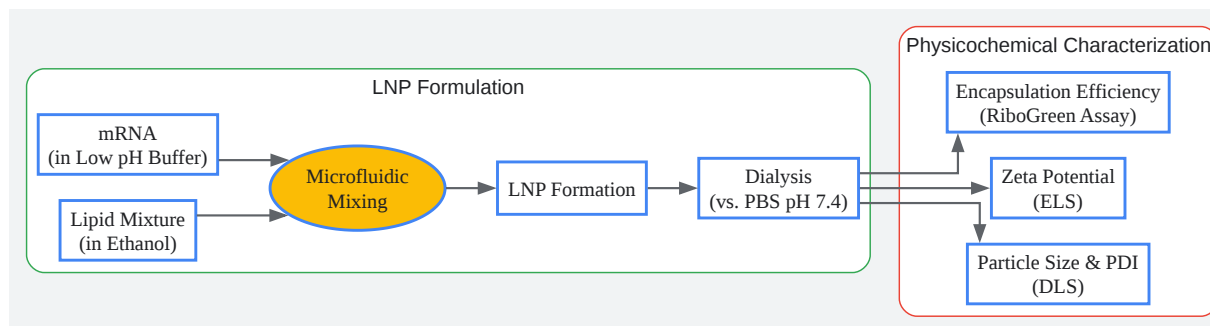 LNP Formulation
mRNA
(in Low pH Buffer)
Lipid Mixture
(in Ethanol)
Microfluidic
Mixing
LNP Formation
Dialysis
(vs. PBS pH 7.4)
Physicochemical Characterization
Encapsulation Efficiency
(RiboGreen Assay)
Zeta Potential
(ELS)
Particle Size & PDI
(DLS)